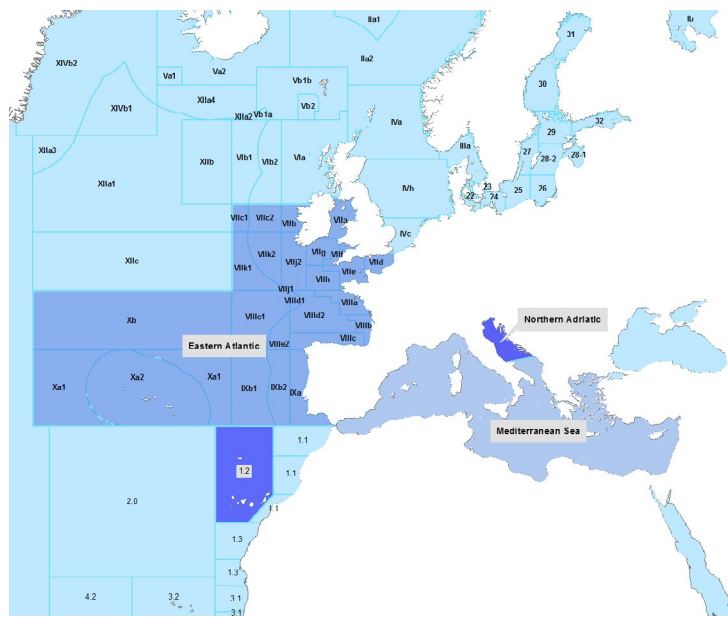 IIa1
Ib
31
XIVb2
IIa2
Va1
Va2
Vb1b
30
XIVb1
XIIa4
Vb2
XIIa2
Vb1a
IVa
32
29
XIIa3
XIIb
VIb1
VIb2
VIa
IIIa
27
28-2
28-1
XIIa1
IVb
22
23
24
25
26
VIIc1
VIIc2
VIIb
VIIa
IVc
XIIc
VIIk1
VIIk2
VIIj2
VIIg
VIIf
VIId
VIIe
VIIh
VIIj1
VIIId1
VIIIa
Xb
VIIIc1
VIIId2
VIIIb
Northern Adriatic
Eastern Atlantic
VIIIe2
VIIIc
Xa1
Xa2
Xa1
IXb1
IXb2
IXa
Mediterranean Sea
1.1
1.2
1.1
2.0
1.1
1.3
1.3
4.2
3.2
3.1
3.1